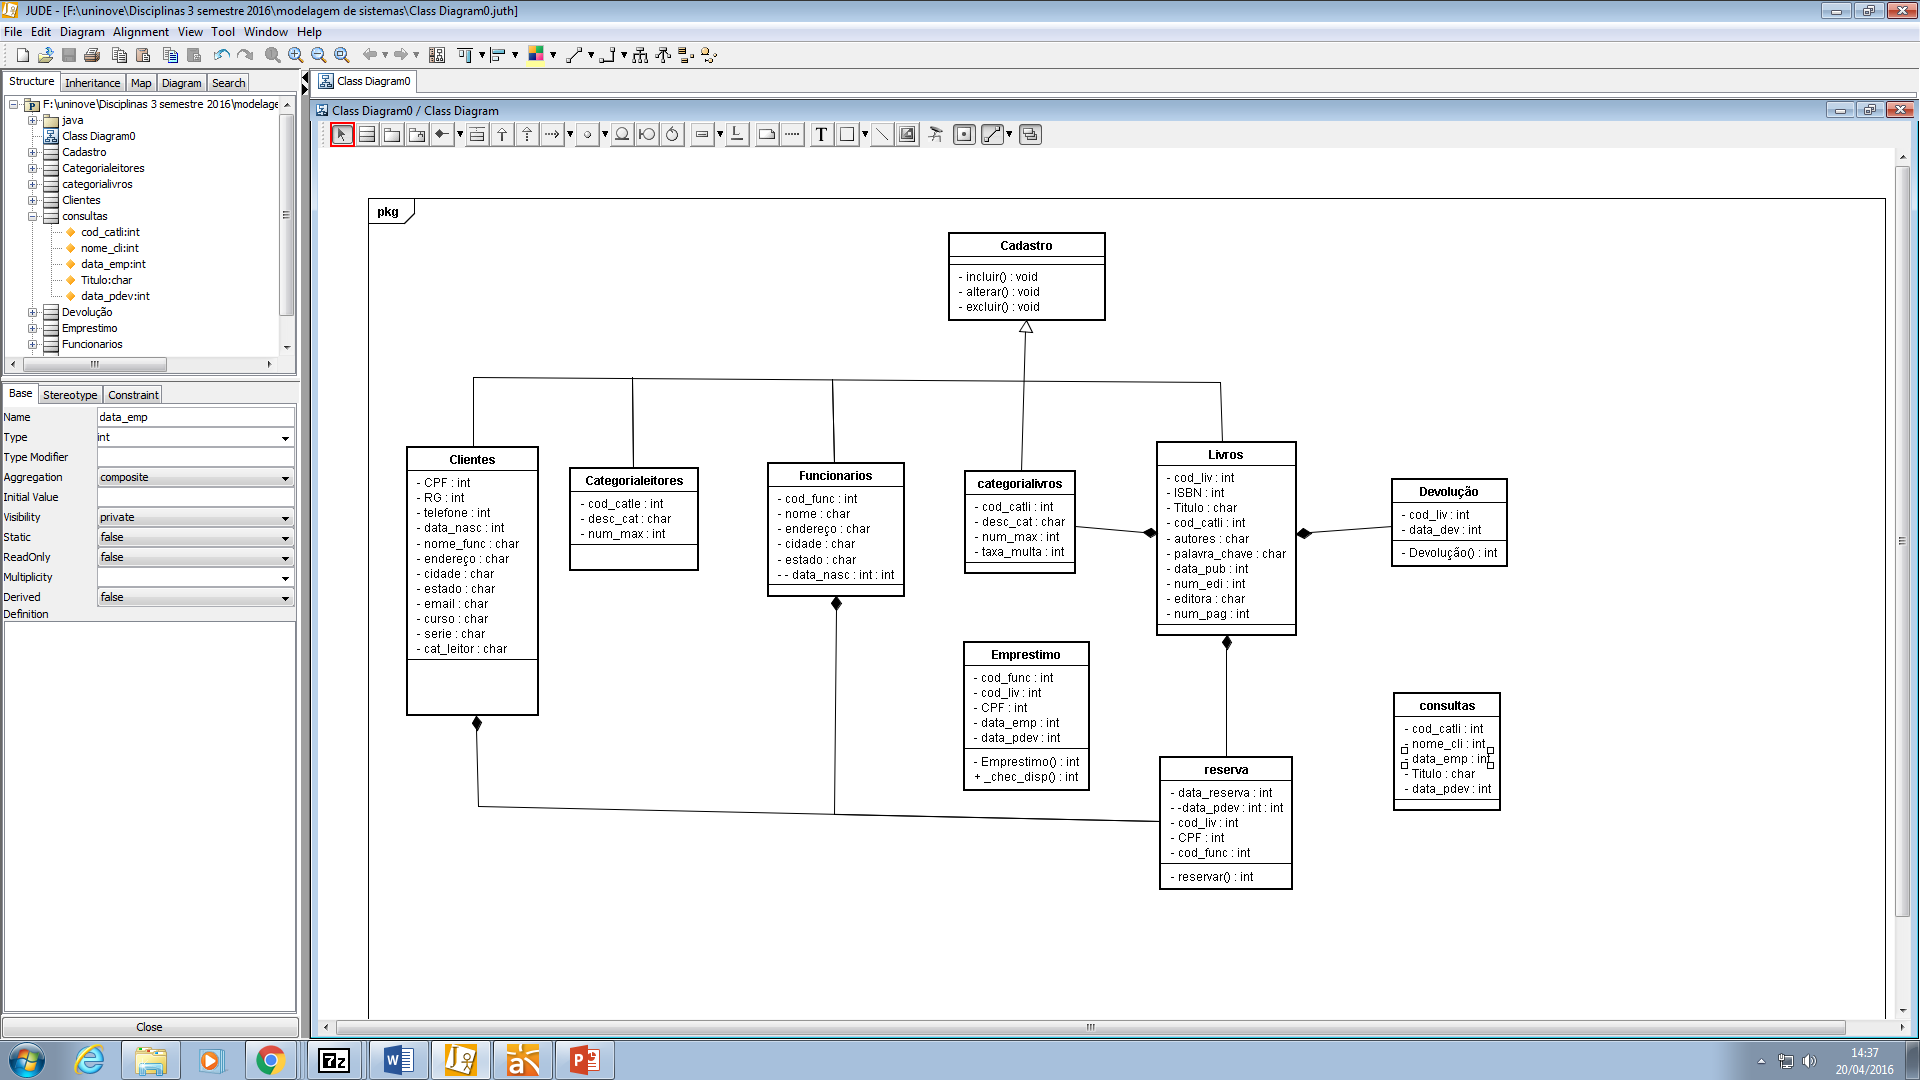 JUDE - [F:\uninove\Disciplinas 3 semestre 2016\modelagem de sistemas\Class Diagram0.juth]
File Edit Diagram Alignment View Tool Window Help
Structure Inheritance Map Diagram Search
F:\uninove\Disciplinas 3 semestre 2016\modelage
java
Class Diagram0
Cadastro
Categorialeitores
categorialivros
Clientes
consultas
cod_catli:int
nome_cli:int
data_emp:int
Titulo:char
data_pdev:int
Devolução
Emprestimo
Funcionarios
Base Stereotype Constraint
Name data_emp
Type int
Type Modifier
Aggregation composite
Initial Value
Visibility private
Static false
ReadOnly false
Multiplicity
Derived false
Definition
Close
Class Diagram0
Class Diagram0 / Class Diagram
T
pkg
Cadastro
- incluir() : void
- alterar() : void
- excluir() : void
Clientes
- CPF : int
- RG : int
- telefone : int
- data_nasc : int
- nome_func : char
- endereço : char
- cidade : char
- estado : char
- email : char
- curso : char
- serie : char
- cat_leitor : char
Categorialeitores
- cod_catle : int
- desc_cat : char
- num_max : int
Funcionarios
- cod_func : int
- nome : char
- endereço : char
- cidade : char
- estado : char
- - data_nasc : int : int
categorialivros
- cod_catli : int
- desc_cat : char
- num_max : int
- taxa_multa : int
Livros
- cod_liv : int
- ISBN : int
- Titulo : char
- cod_catli : int
- autores : char
- palavra_chave : char
- data_pub : int
- num_edi : int
- editora : char
- num_pag : int
Devolução
- cod_liv : int
- data_dev : int
- Devolução() : int
Emprestimo
- cod_func : int
- cod_liv : int
- CPF : int
- data_emp : int
- data_pdev : int
- Emprestimo() : int
+ _chec_disp() : int
reserva
- data_reserva : int
- -data_pdev : int : int
- cod_liv : int
- CPF : int
- cod_func : int
- reservar() : int
consultas
- cod_catli : int
- nome_cli : int
- data_emp : int
- Titulo : char
- data_pdev : int
14:37
20/04/2016